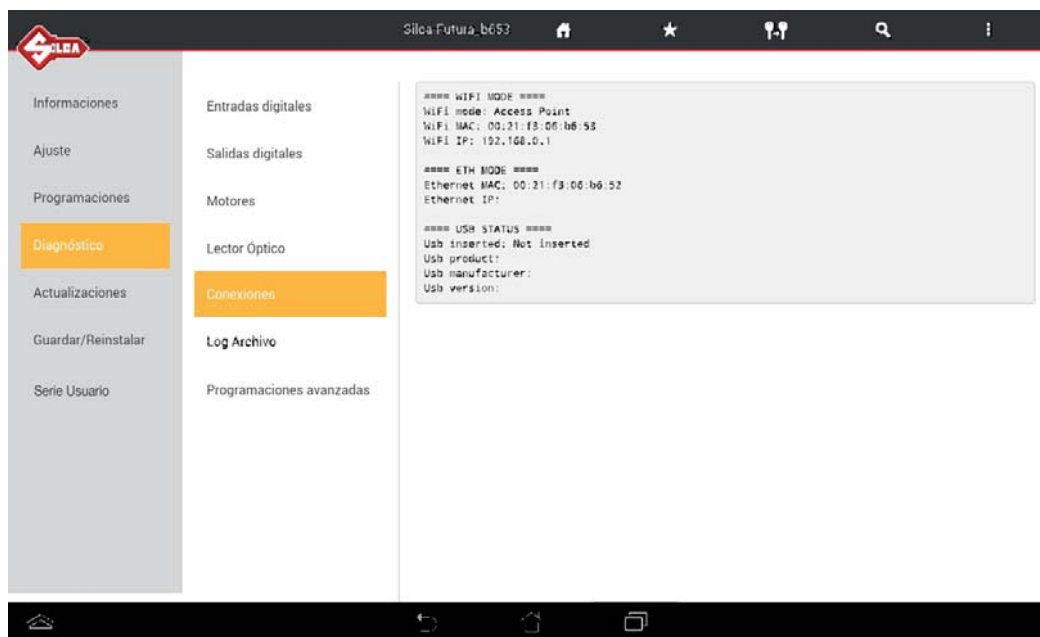 SILCA
Silca Futura_b653
Informaciones
Ajuste
Programaciones
Diagnóstico
Actualizaciones
Guardar/Reinstalar
Serie Usuario
Entradas digitales
Salidas digitales
Motores
Lector Óptico
Conexiones
Log Archivo
Programaciones avanzadas
==== WIFI MODE ====
WiFi mode: Access Point
WiFi MAC: 00:21:f3:06:b6:53
WiFi IP: 192.168.0.1
==== ETH MODE ====
Ethernet MAC: 00:21:f3:06:b6:52
Ethernet IP:
==== USB STATUS ====
Usb inserted: Not inserted
Usb product:
Usb manufacturer:
Usb version: